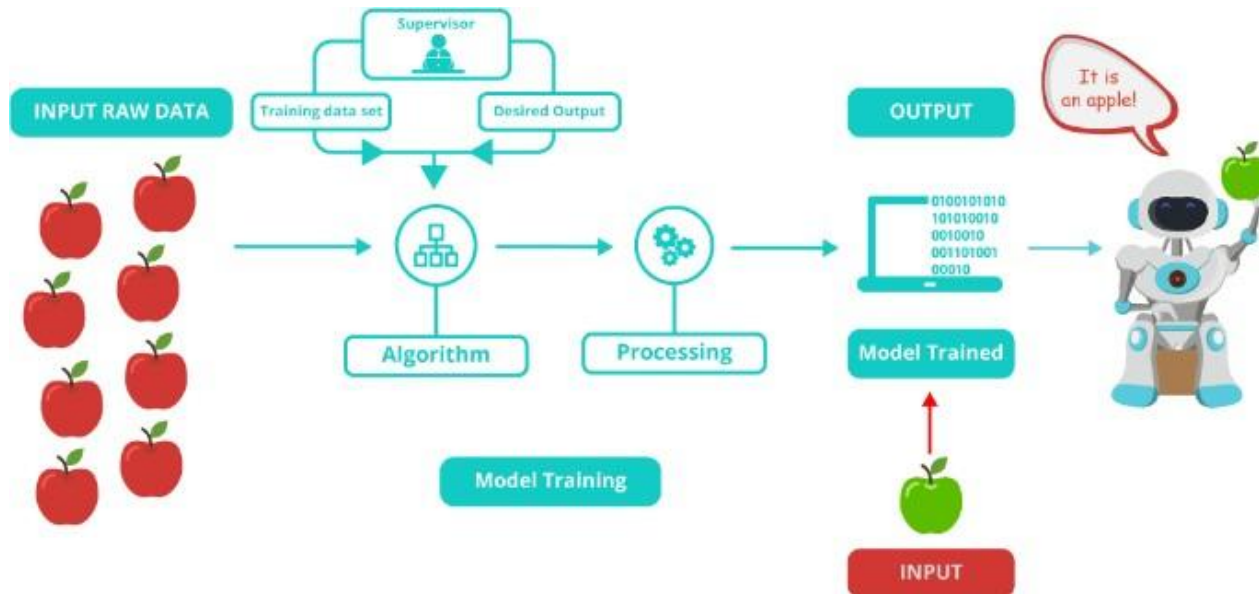 Supervisor
INPUT RAW DATA
Training data set
Desired Output
OUTPUT
It is
an apple!
0100101010
101010010
0010010
001101001
00010
Algorithm
Processing
Model Trained
Model Training
INPUT